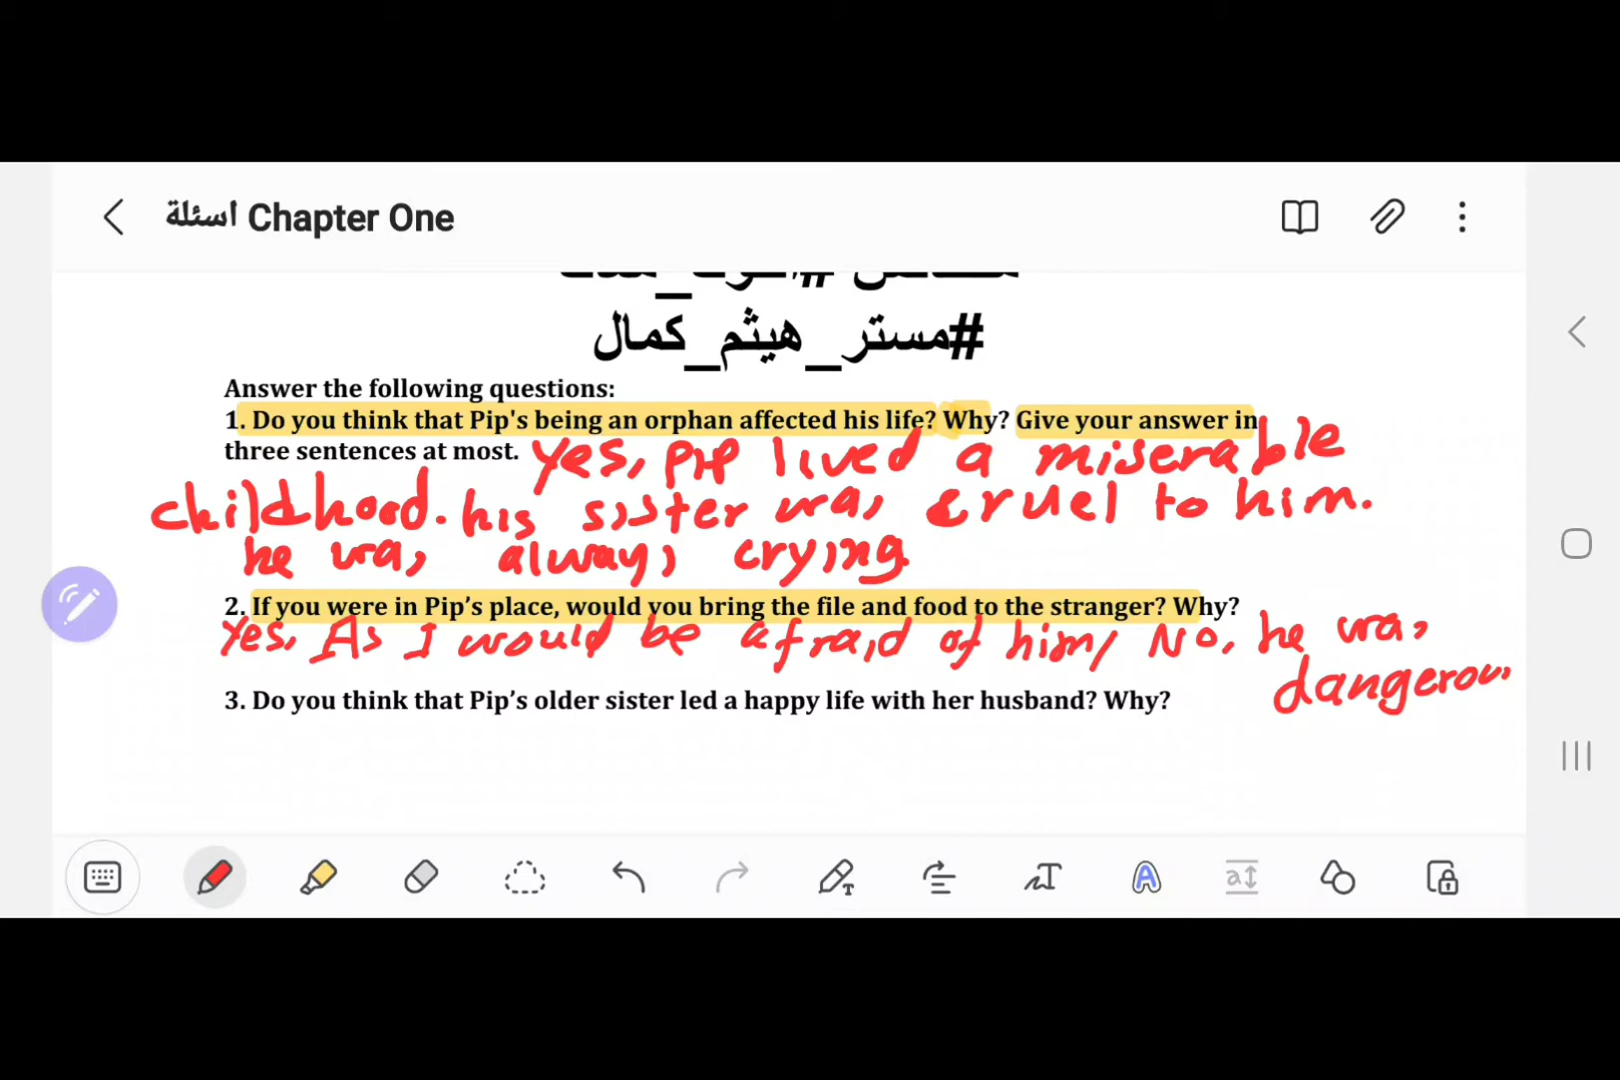 اسئلة Chapter One
#مستر_هيثم_كمال
Answer the following questions:
1. Do you think that Pip's being an orphan affected his life? Why? Give your answer in
three sentences at most. Yes, Pip lived a miserable
childhood. his sister was cruel to him.
he was always crying.
2. If you were in Pip's place, would you bring the file and food to the stranger? Why?
Yes, As I would be afraid of him/ No, he was
dangerous
3. Do you think that Pip's older sister led a happy life with her husband? Why?